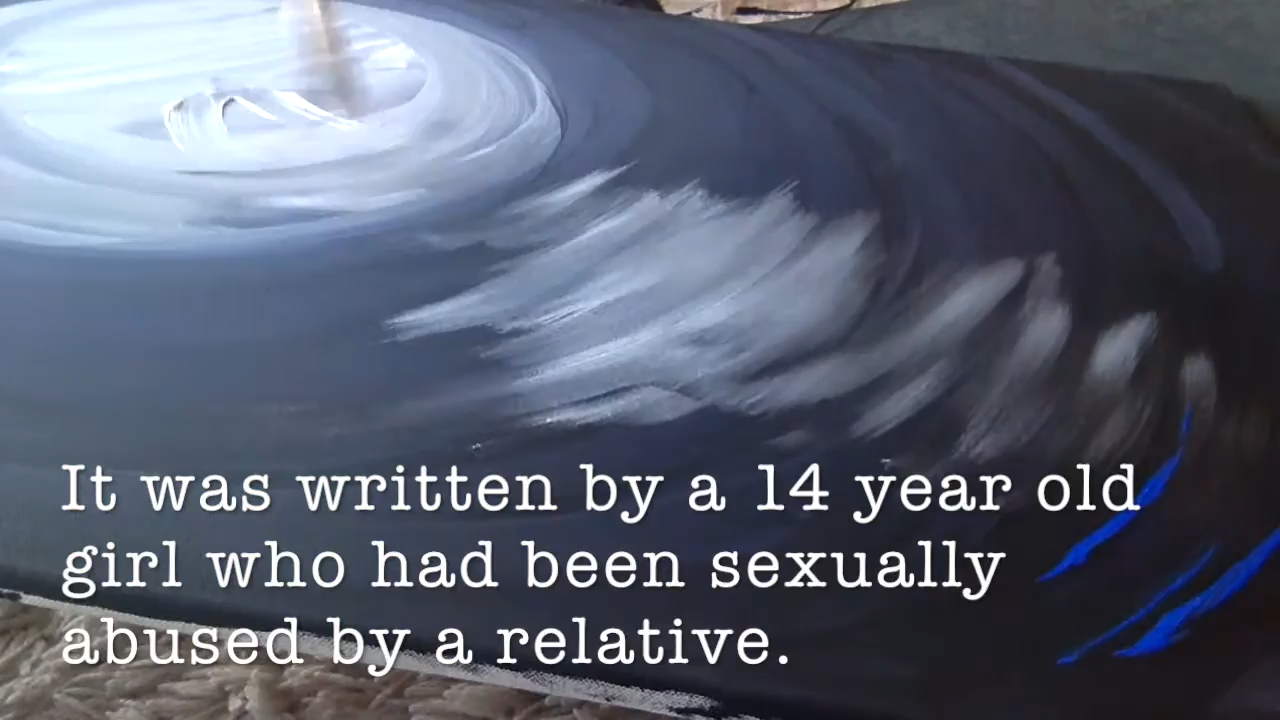 It was written by a 14 year old
girl who had been sexually
abused by a relative.